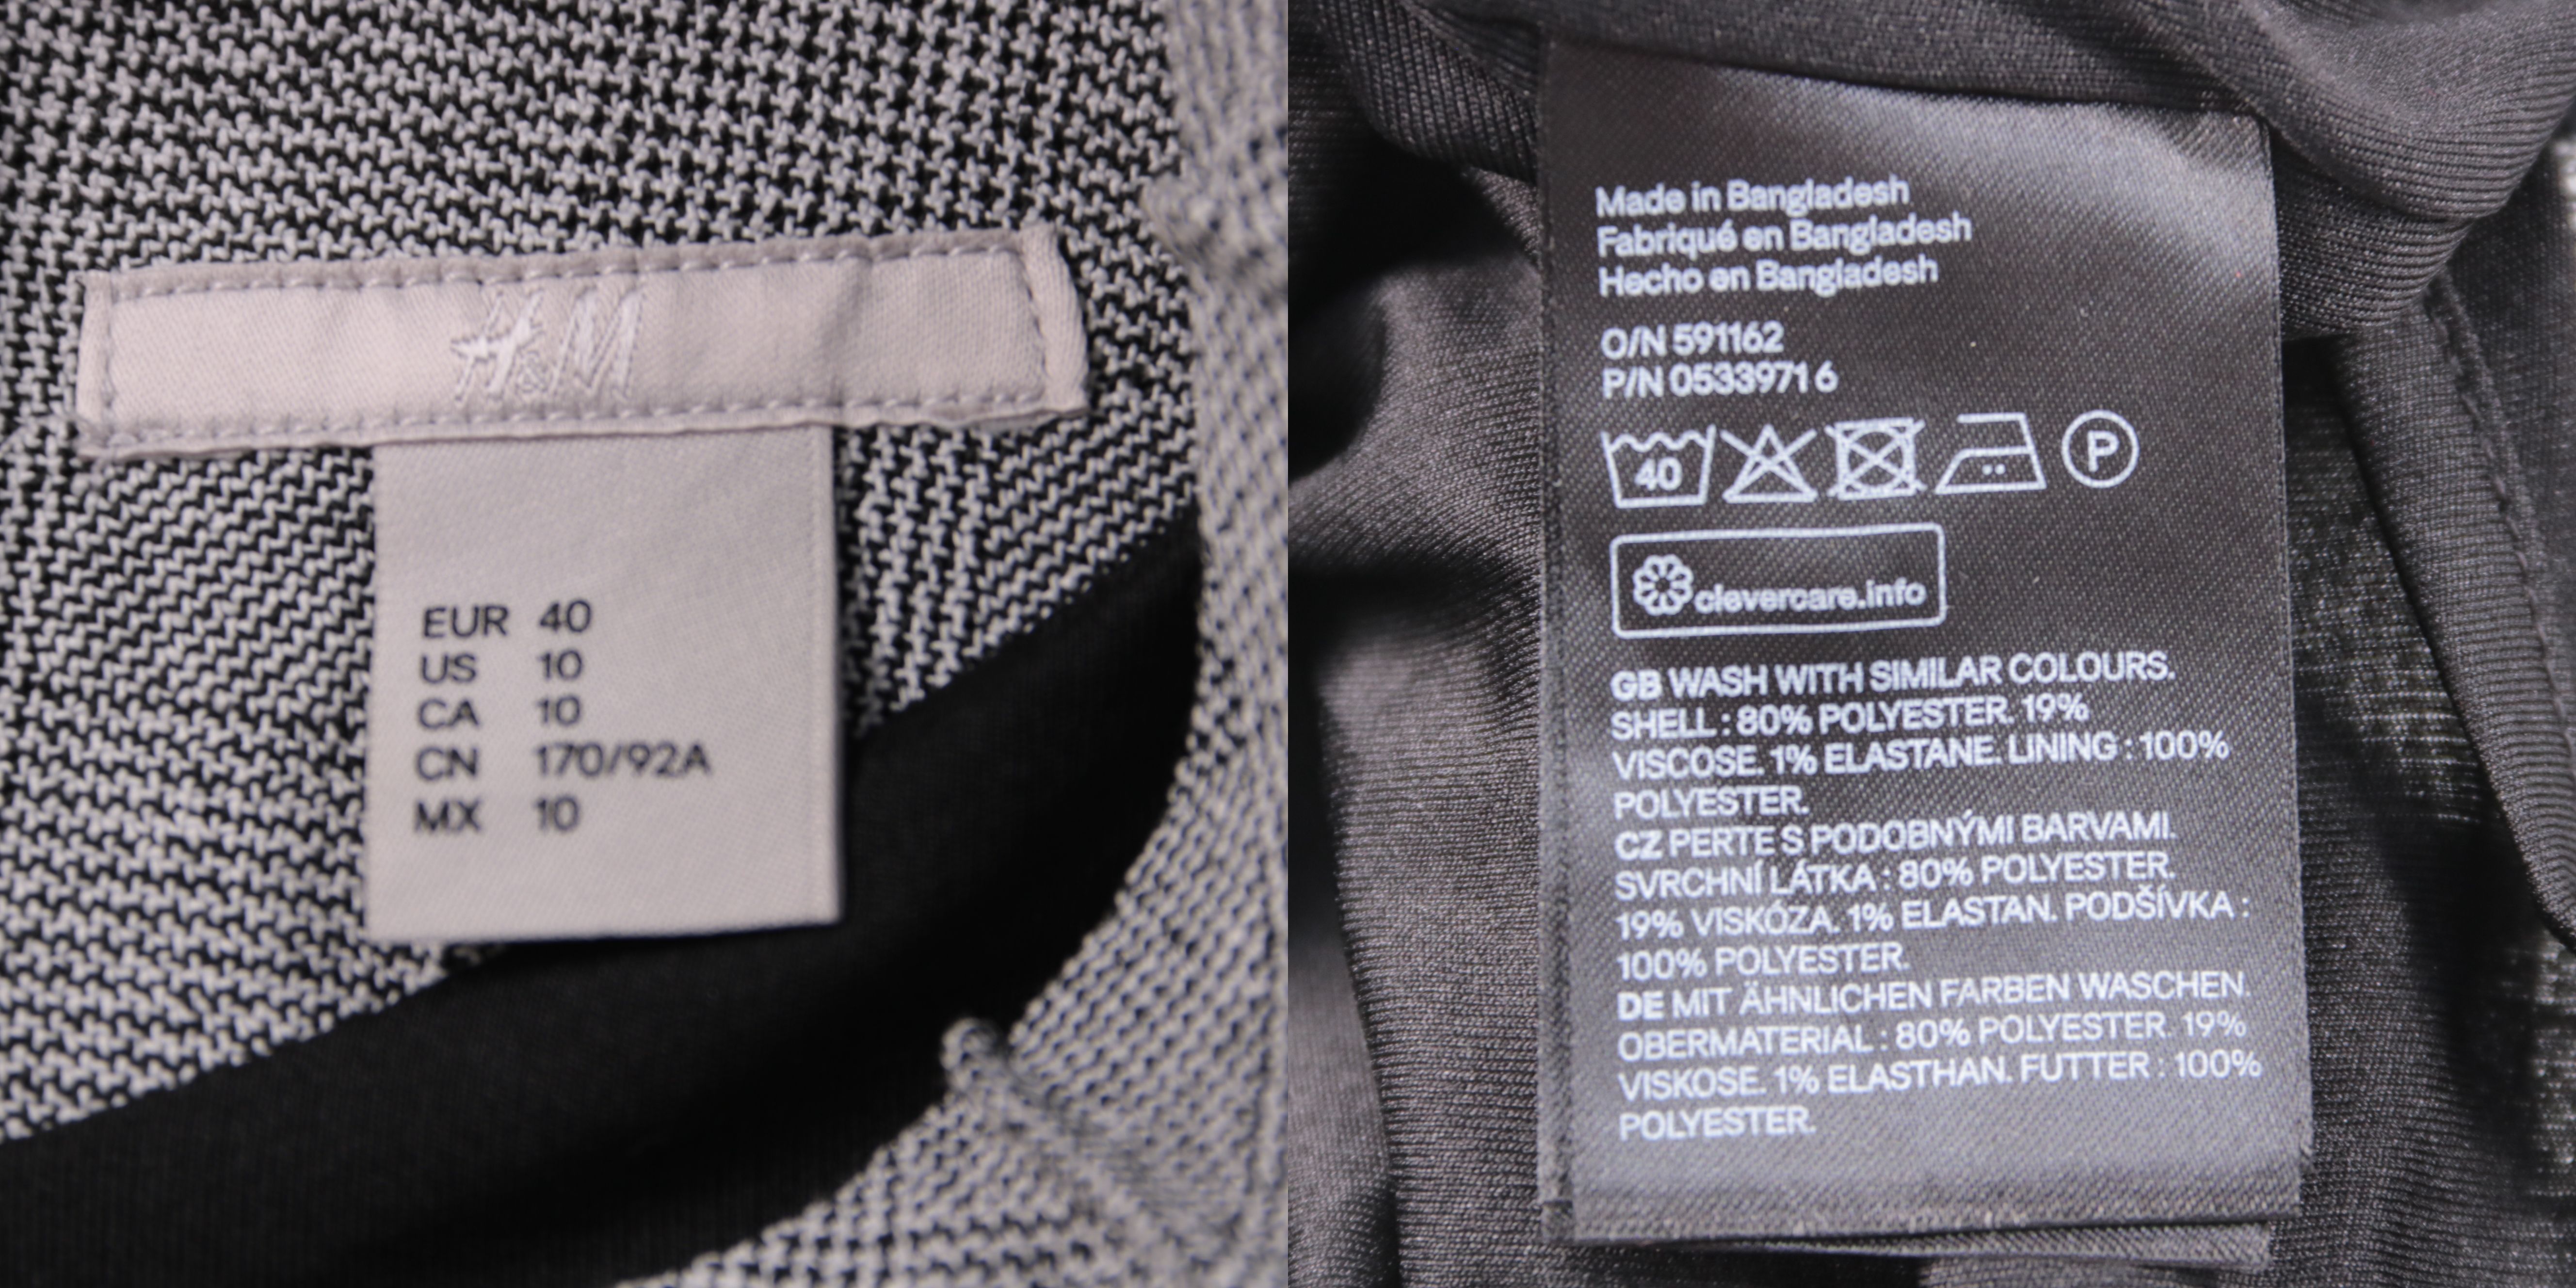 H&M
EUR 40
US 10
CA 10
CN 170/92A
MX 10
Made in Bangladesh
Fabriqué en Bangladesh
Hecho en Bangladesh
O/N 591162
P/N 0533971 6
40
P
clevercare.info
GB WASH WITH SIMILAR COLOURS.
SHELL : 80% POLYESTER. 19%
VISCOSE. 1% ELASTANE. LINING : 100%
POLYESTER.
CZ PERTE S PODOBNÝMI BARVAMI.
SVRCHNÍ LÁTKA : 80% POLYESTER.
19% VISKÓZA. 1% ELASTAN. PODŠÍVKA :
100% POLYESTER.
DE MIT ÄHNLICHEN FARBEN WASCHEN.
OBERMATERIAL : 80% POLYESTER. 19%
VISKOSE. 1% ELASTHAN. FUTTER : 100%
POLYESTER.